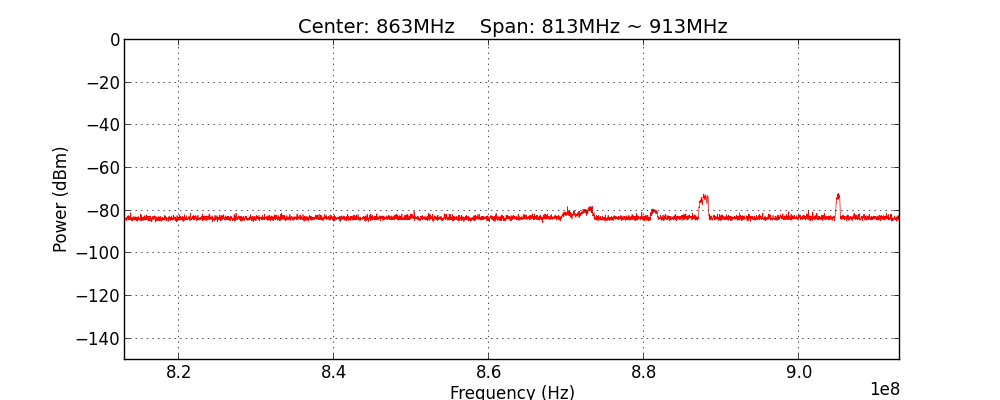 Center: 863MHz    Span: 813MHz ~ 913MHz
0
−20
−40
−60
−80
−100
−120
−140
Power (dBm)
8.2 8.4 8.6 8.8 9.0
1e8
Frequency (Hz)